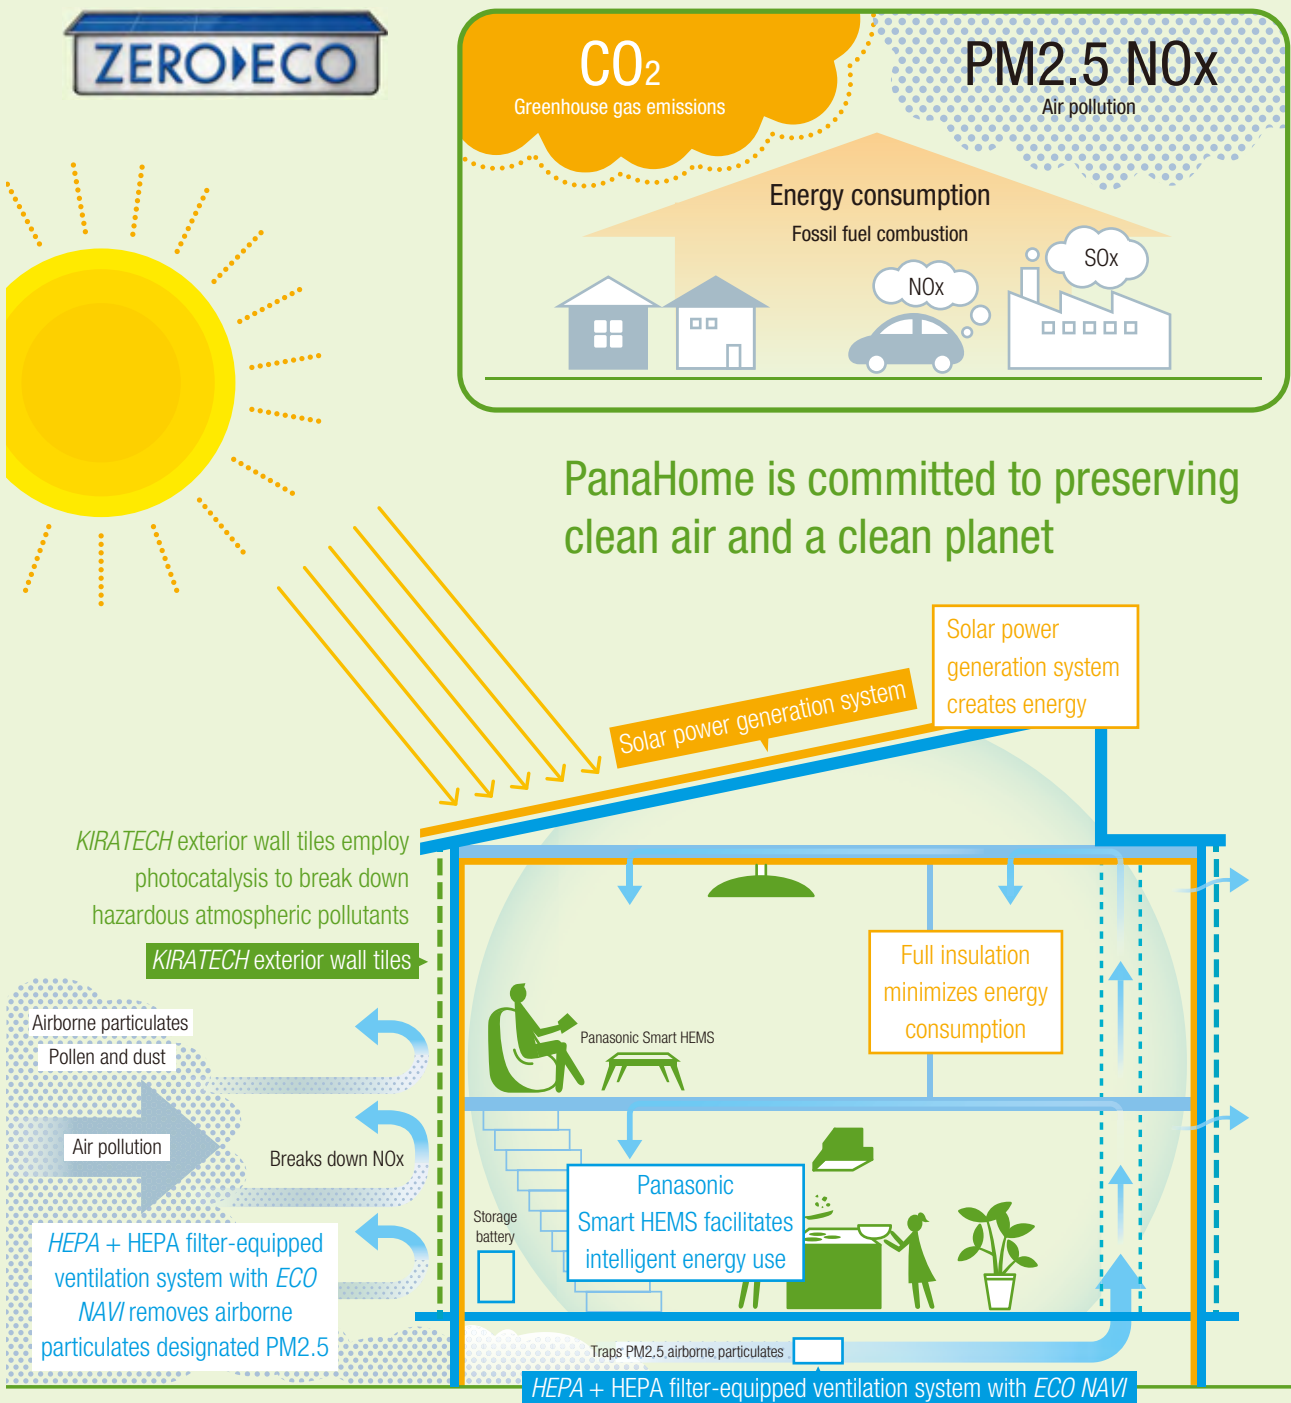 ZERO▶ECO
CO2
Greenhouse gas emissions
PM2.5 NOx
Air pollution
Energy consumption
Fossil fuel combustion
NOx
SOx
PanaHome is committed to preserving
clean air and a clean planet
Solar power
generation system
creates energy
Solar power generation system
KIRATECH exterior wall tiles employ
photocatalysis to break down
hazardous atmospheric pollutants
KIRATECH exterior wall tiles
Full insulation
minimizes energy
consumption
Airborne particulates
Pollen and dust
Panasonic Smart HEMS
Air pollution
Breaks down NOx
Panasonic
Smart HEMS facilitates
intelligent energy use
Storage
battery
HEPA + HEPA filter-equipped
ventilation system with ECO
NAVI removes airborne
particulates designated PM2.5
Traps PM2.5 airborne particulates
HEPA + HEPA filter-equipped ventilation system with ECO NAVI